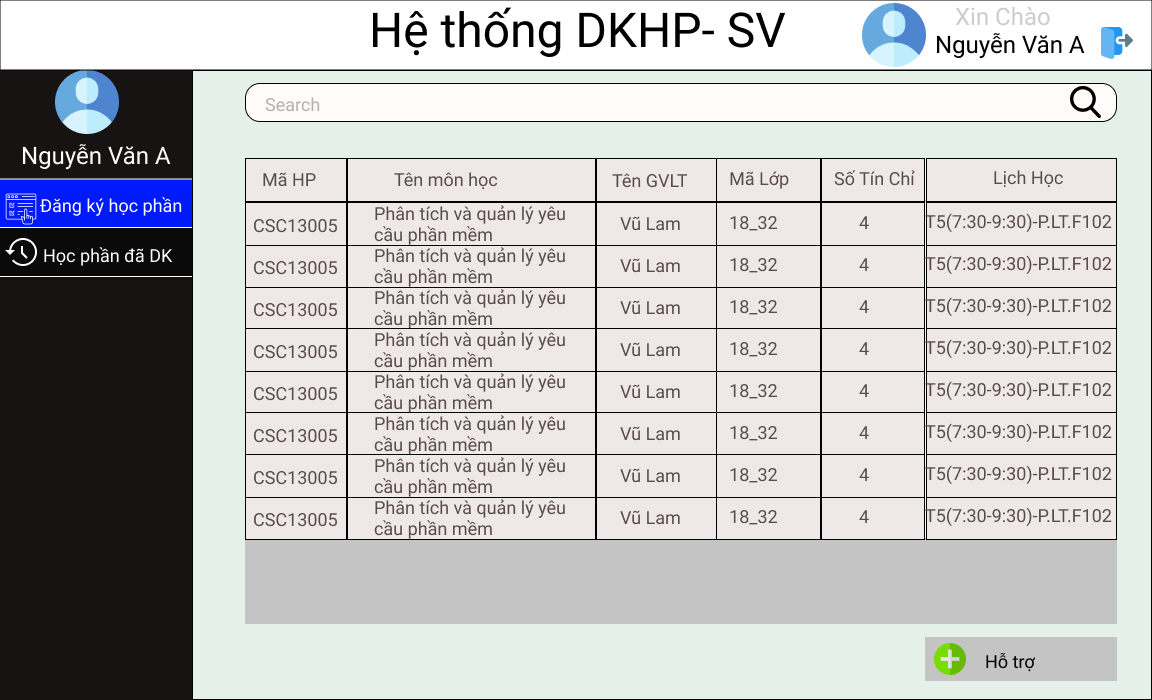 Hệ thống DKHP- SV
Xin Chào
Nguyễn Văn A
Nguyễn Văn A
Đăng ký học phần
Học phần đã DK
Search
Mã HP Tên môn học Tên GVLT Mã Lớp Số Tín Chỉ Lịch Học
CSC13005 Phân tích và quản lý yêu Vũ Lam 18_32 4 T5(7:30-9:30)-P.LT.F102
cầu phần mềm
CSC13005 Phân tích và quản lý yêu Vũ Lam 18_32 4 T5(7:30-9:30)-P.LT.F102
cầu phần mềm
CSC13005 Phân tích và quản lý yêu Vũ Lam 18_32 4 T5(7:30-9:30)-P.LT.F102
cầu phần mềm
CSC13005 Phân tích và quản lý yêu Vũ Lam 18_32 4 T5(7:30-9:30)-P.LT.F102
cầu phần mềm
CSC13005 Phân tích và quản lý yêu Vũ Lam 18_32 4 T5(7:30-9:30)-P.LT.F102
cầu phần mềm
CSC13005 Phân tích và quản lý yêu Vũ Lam 18_32 4 T5(7:30-9:30)-P.LT.F102
cầu phần mềm
CSC13005 Phân tích và quản lý yêu Vũ Lam 18_32 4 T5(7:30-9:30)-P.LT.F102
cầu phần mềm
CSC13005 Phân tích và quản lý yêu Vũ Lam 18_32 4 T5(7:30-9:30)-P.LT.F102
cầu phần mềm
Hỗ trợ